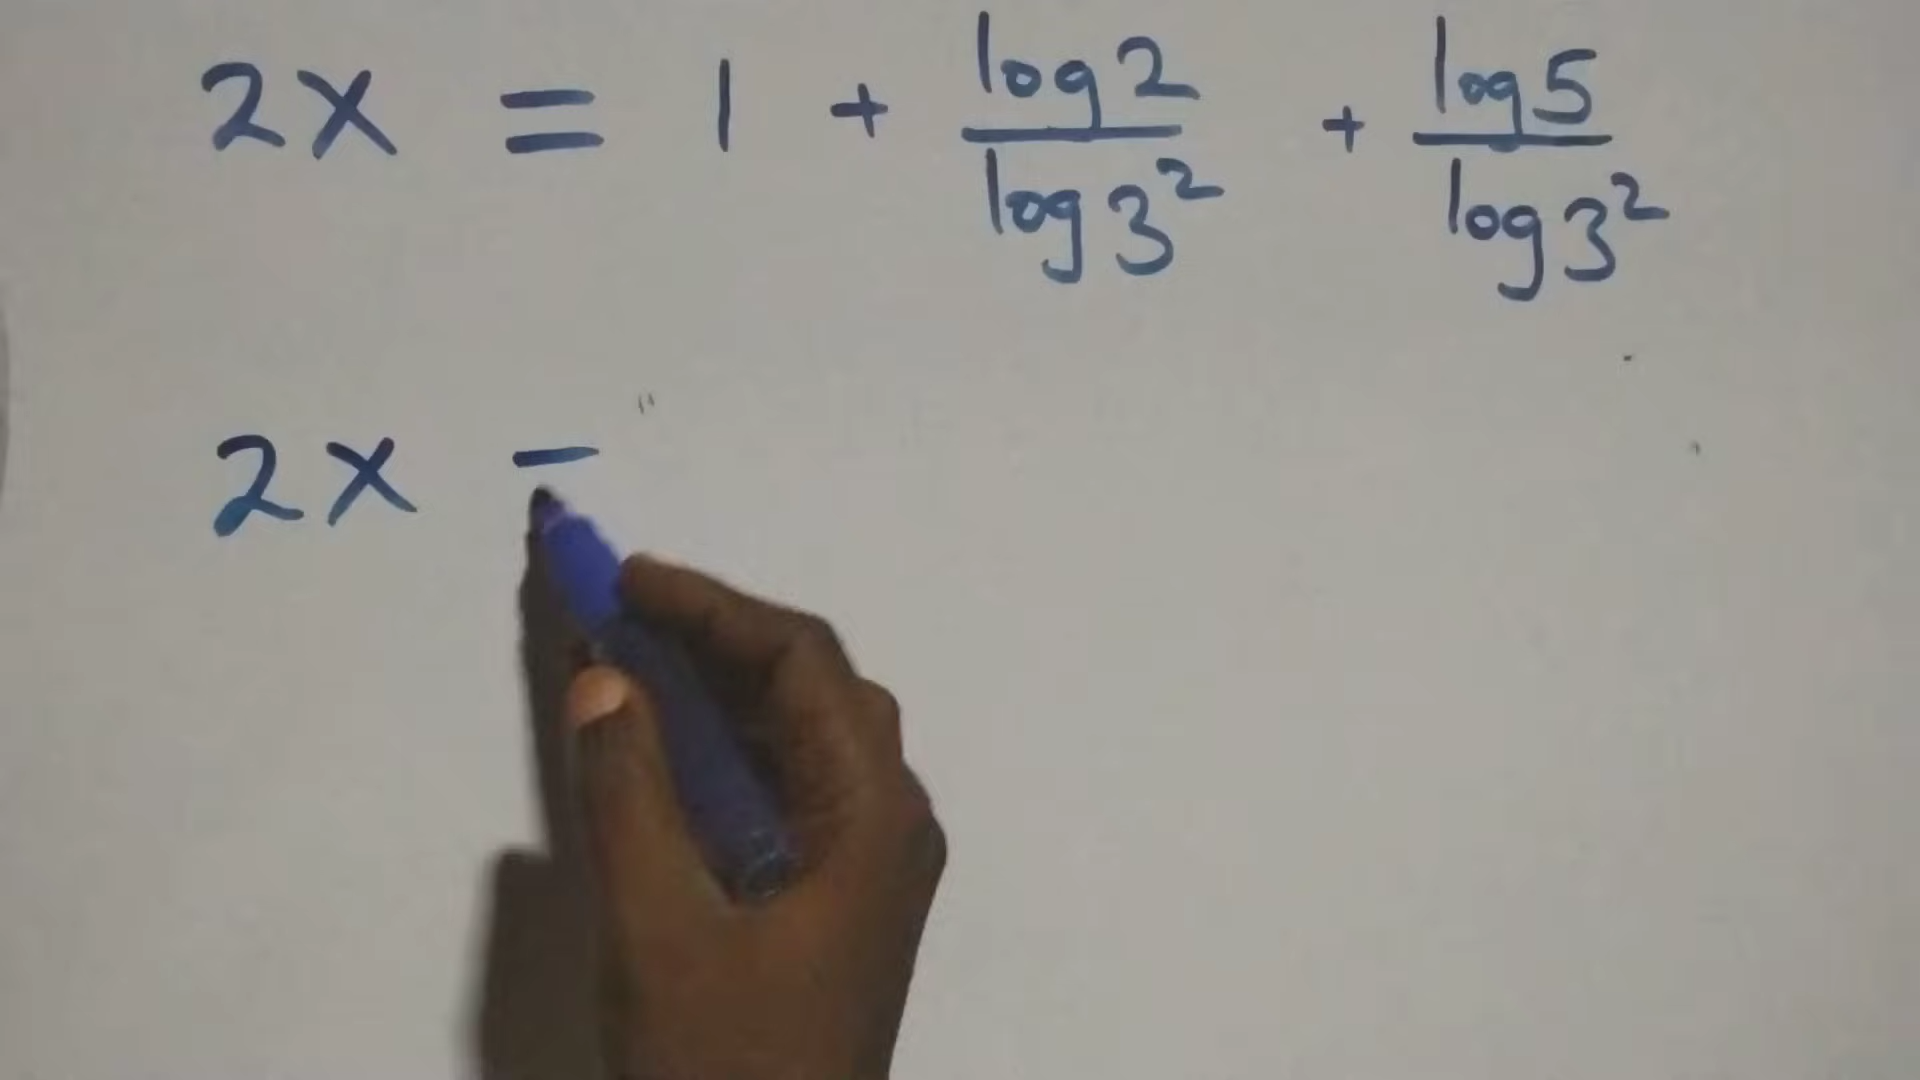 2x = 1 + log2/log3² + log5/log3²
2x −